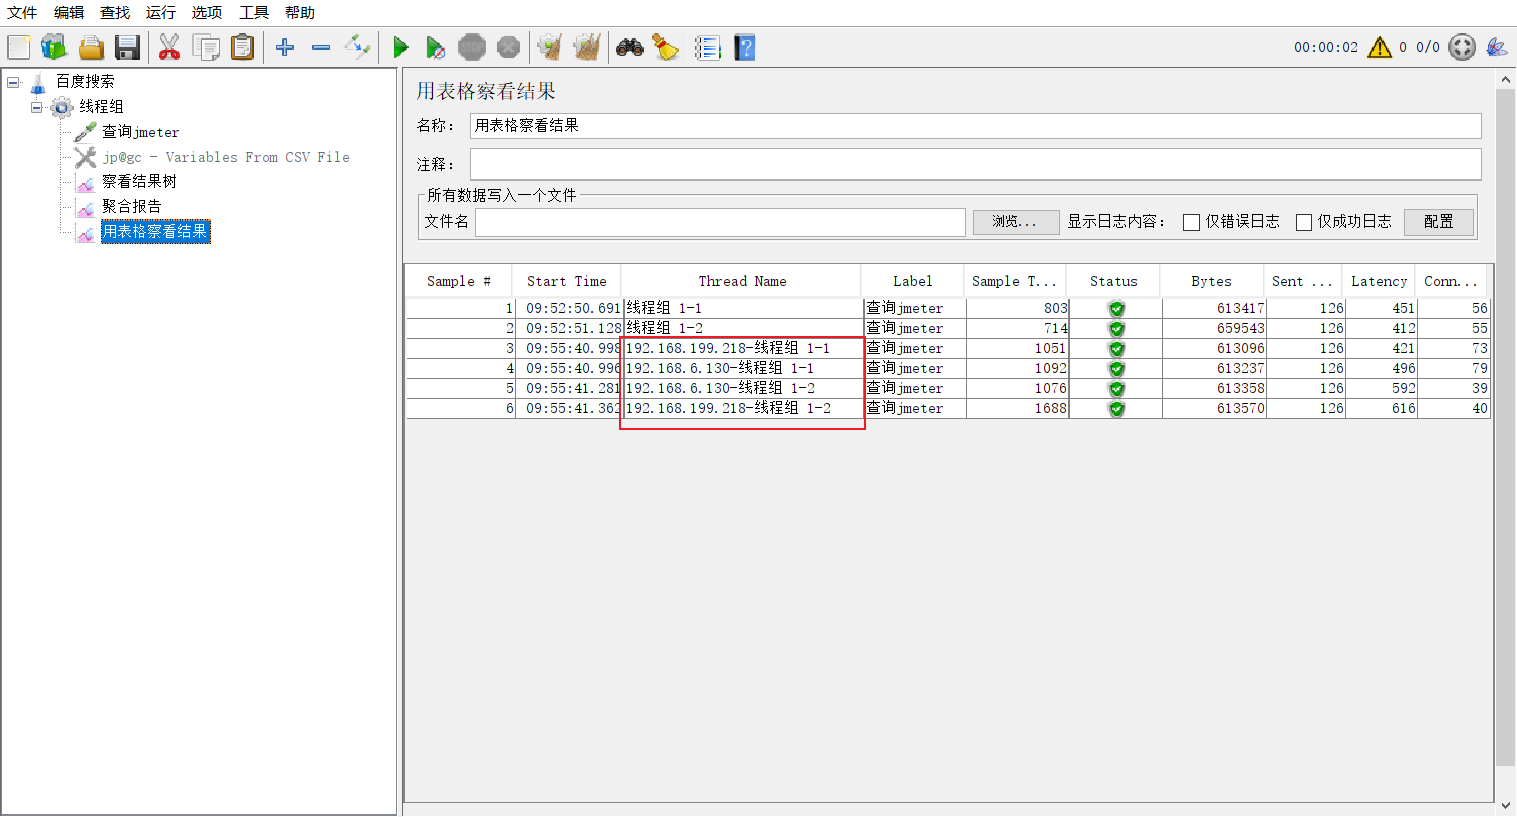 文件 编辑 查找 运行 选项 工具 帮助
STOP 00:00:02 0 0/0
百度搜索
线程组
查询jmeter
jp@gc - Variables From CSV File
察看结果树
聚合报告
用表格察看结果
用表格察看结果
名称： 用表格察看结果
注释：
所有数据写入一个文件
文件名 浏览... 显示日志内容： 仅错误日志 仅成功日志 配置
Sample # Start Time Thread Name Label Sample T... Status Bytes Sent ... Latency Conn...
1 09:52:50.691 线程组 1-1 查询jmeter 803 613417 126 451 56
2 09:52:51.128 线程组 1-2 查询jmeter 714 659543 126 412 55
3 09:55:40.998 192.168.199.218-线程组 1-1 查询jmeter 1051 613096 126 421 73
4 09:55:40.996 192.168.6.130-线程组 1-1 查询jmeter 1092 613237 126 496 79
5 09:55:41.281 192.168.6.130-线程组 1-2 查询jmeter 1076 613358 126 592 39
6 09:55:41.362 192.168.199.218-线程组 1-2 查询jmeter 1688 613570 126 616 40